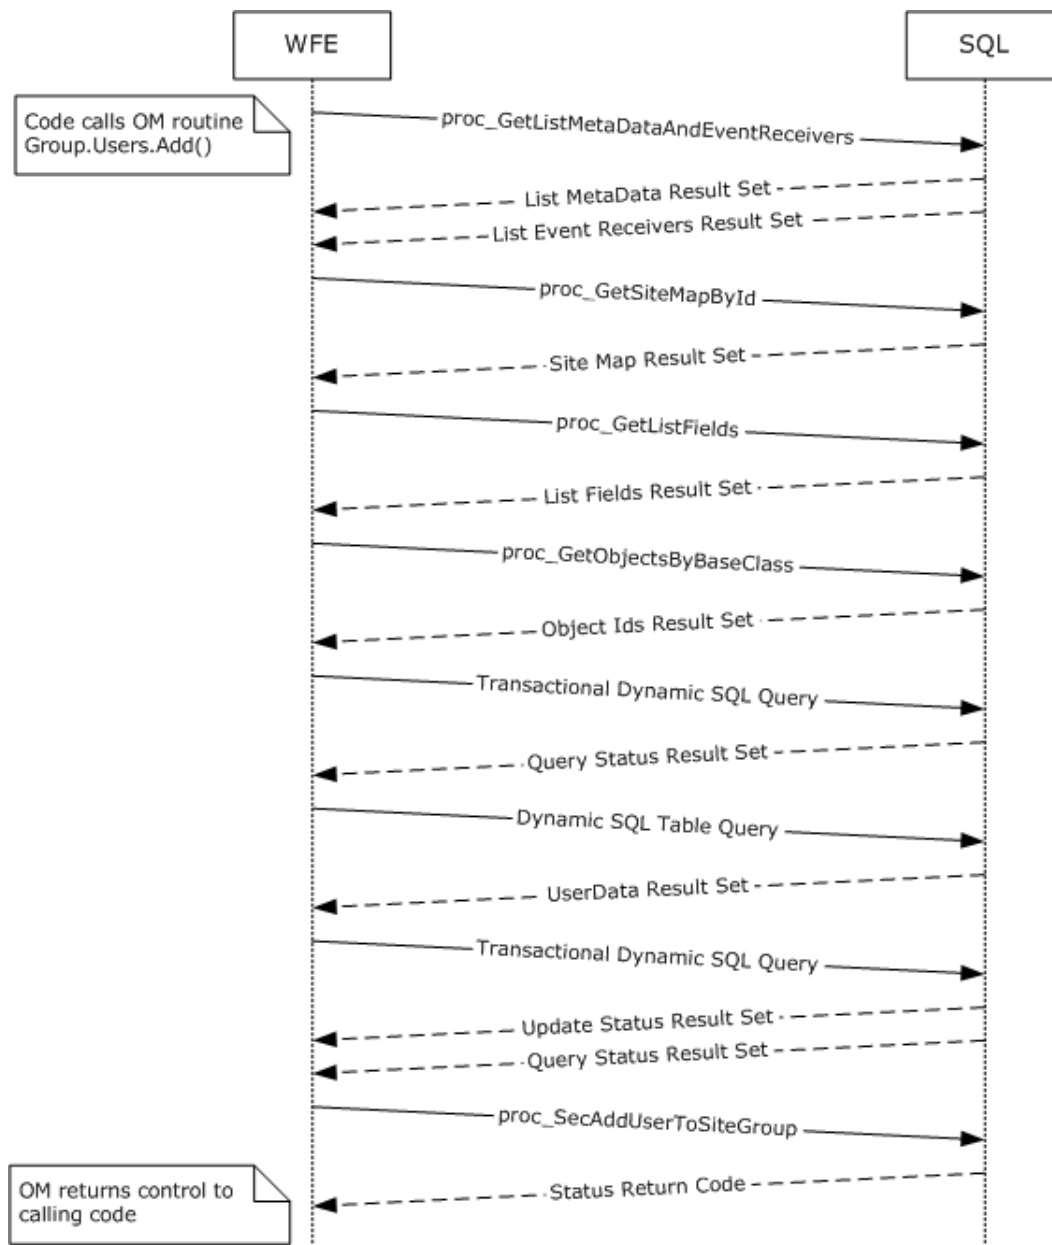 WFE
SQL
Code calls OM routine
Group.Users.Add()
proc_GetListMetaDataAndEventReceivers
List MetaData Result Set
List Event Receivers Result Set
proc_GetSiteMapById
Site Map Result Set
proc_GetListFields
List Fields Result Set
proc_GetObjectsByBaseClass
Object Ids Result Set
Transactional Dynamic SQL Query
Query Status Result Set
Dynamic SQL Table Query
UserData Result Set
Transactional Dynamic SQL Query
Update Status Result Set
Query Status Result Set
proc_SecAddUserToSiteGroup
OM returns control to
calling code
Status Return Code